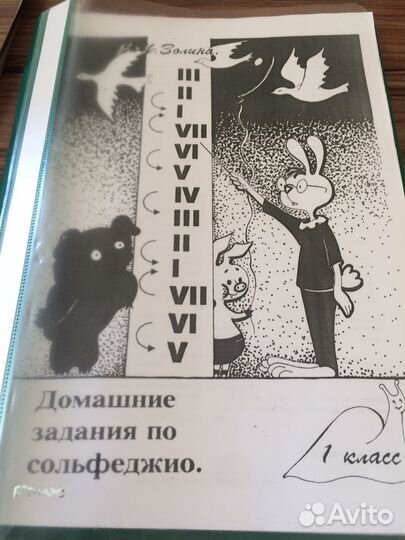 Золина.
III
II
I
VII
VI
V
IV
III
II
I
VII
VI
V
Домашние
задания по
сольфеджио.
1 класс
Avito